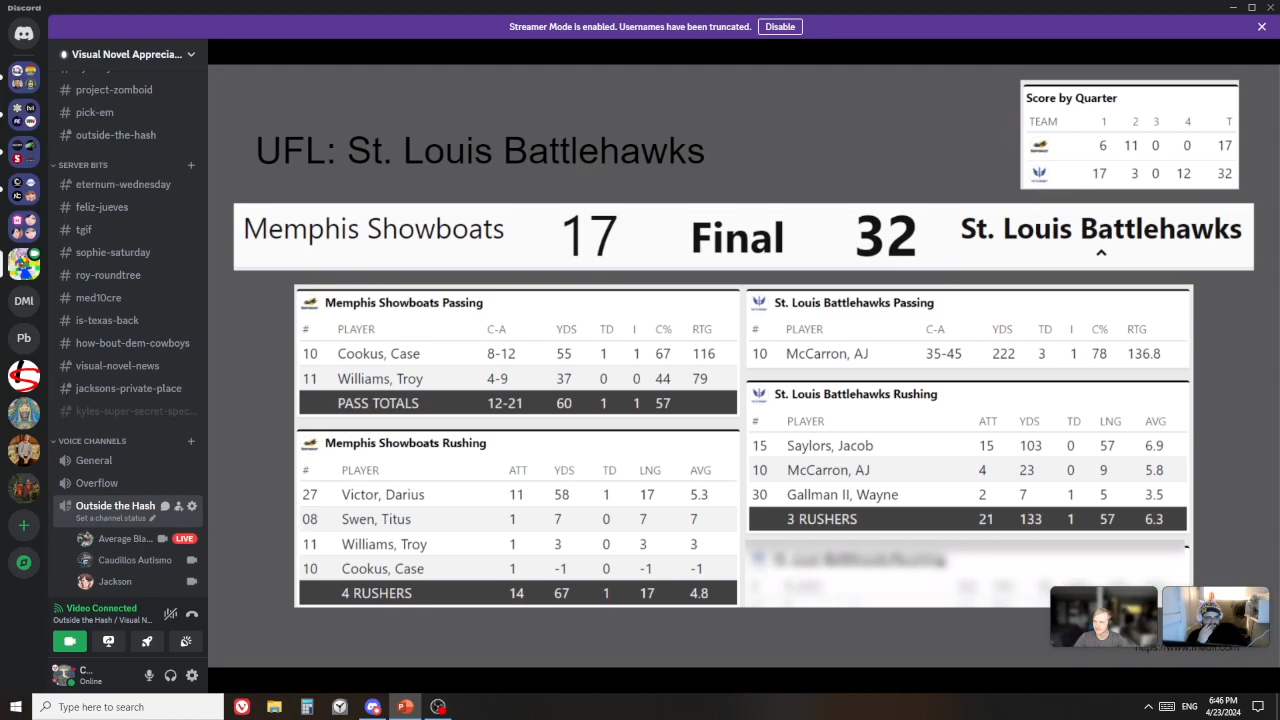 Discord
Streamer Mode is enabled. Usernames have been truncated. Disable
Visual Novel Apprecia...
# project-zomboid
# pick-em
# outside-the-hash
SERVER BITS
# eternum-wednesday
# feliz-jueves
# tgif
# sophie-saturday
# roy-roundtree
# med10cre
# is-texas-back
# how-bout-dem-cowboys
# visual-novel-news
# jacksons-private-place
# kyles-super-secret-spec...
VOICE CHANNELS
General
Overflow
Outside the Hash
Set a channel status
Average Bla... LIVE
Caudillos Autismo
Jackson
Video Connected
Outside the Hash / Visual N...
C...
Online
DMI
Pb
UFL: St. Louis Battlehawks
Score by Quarter
TEAM 1 2 3 4 T
6 11 0 0 17
17 3 0 12 32
Memphis Showboats 17 Final 32 St. Louis Battlehawks
Memphis Showboats Passing
# PLAYER C-A YDS TD I C% RTG
10 Cookus, Case 8-12 55 1 1 67 116
11 Williams, Troy 4-9 37 0 0 44 79
PASS TOTALS 12-21 60 1 1 57
Memphis Showboats Rushing
# PLAYER ATT YDS TD LNG AVG
27 Victor, Darius 11 58 1 17 5.3
08 Swen, Titus 1 7 0 7 7
11 Williams, Troy 1 3 0 3 3
10 Cookus, Case 1 -1 0 -1 -1
4 RUSHERS 14 67 1 17 4.8
St. Louis Battlehawks Passing
# PLAYER C-A YDS TD I C% RTG
10 McCarron, AJ 35-45 222 3 1 78 136.8
St. Louis Battlehawks Rushing
# PLAYER ATT YDS TD LNG AVG
15 Saylors, Jacob 15 103 0 57 6.9
10 McCarron, AJ 4 23 0 9 5.8
30 Gallman II, Wayne 2 7 1 5 3.5
3 RUSHERS 21 133 1 57 6.3
Type here to search
ENG
6:46 PM
4/23/2024